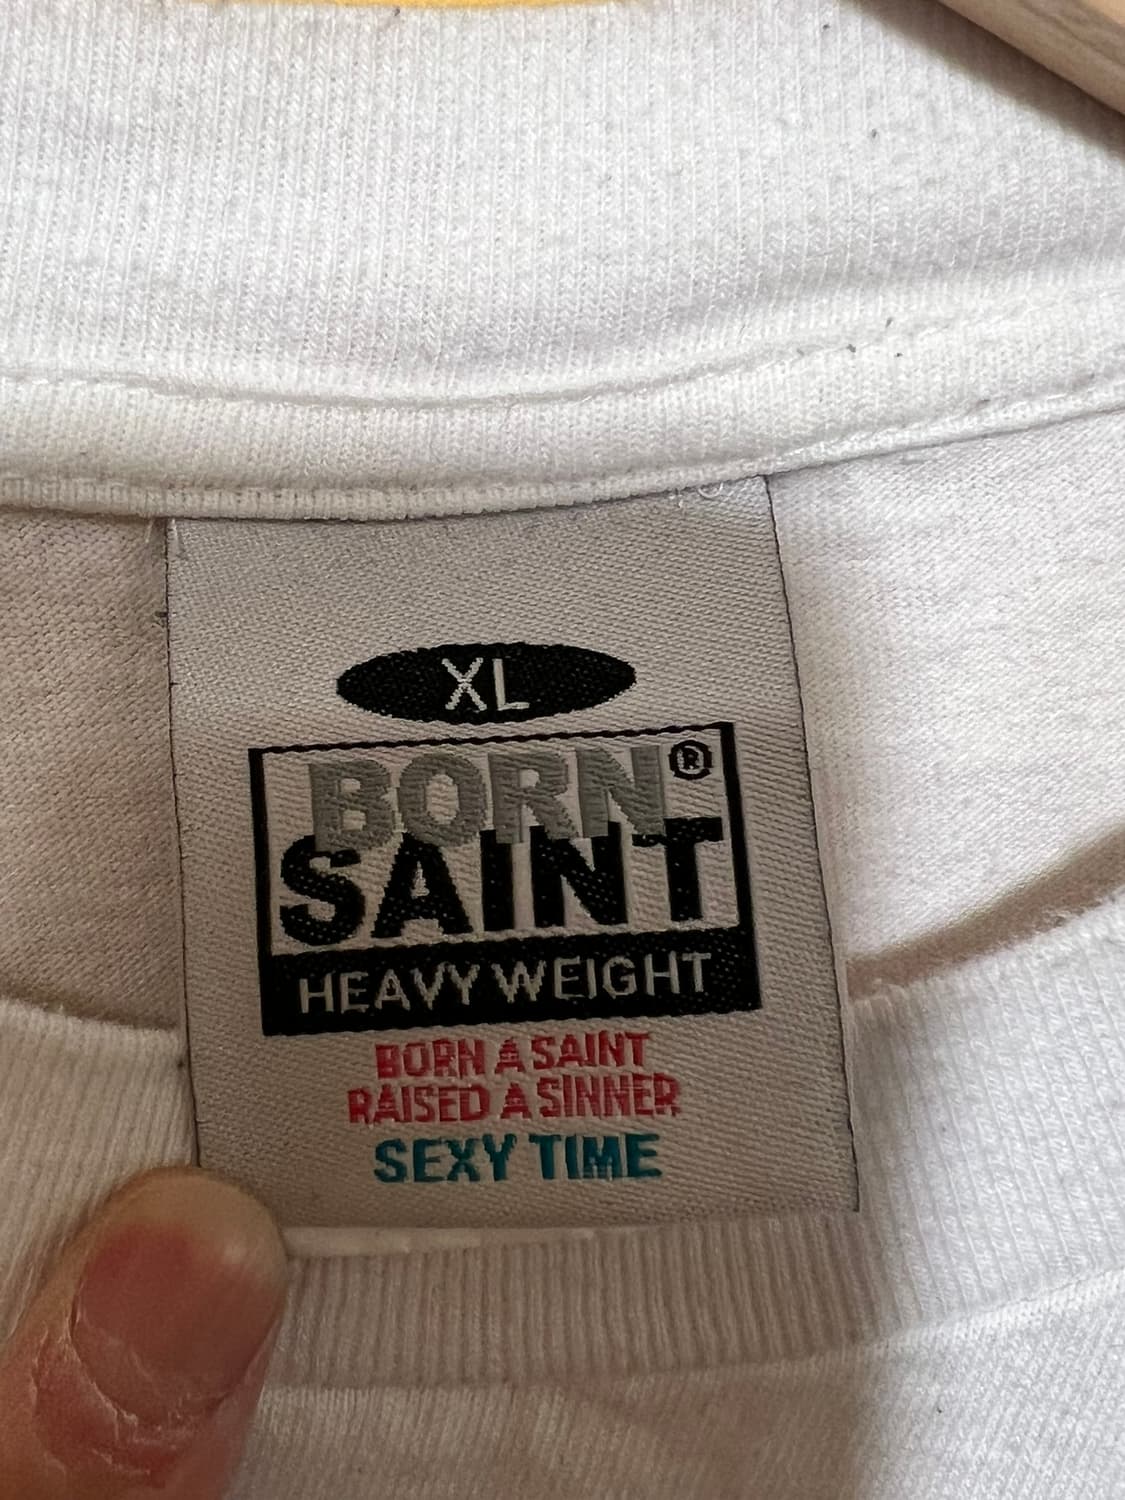 XL
BORN®
SAINT
HEAVY WEIGHT
BORN A SAINT
RAISED A SINNER
SEXY TIME